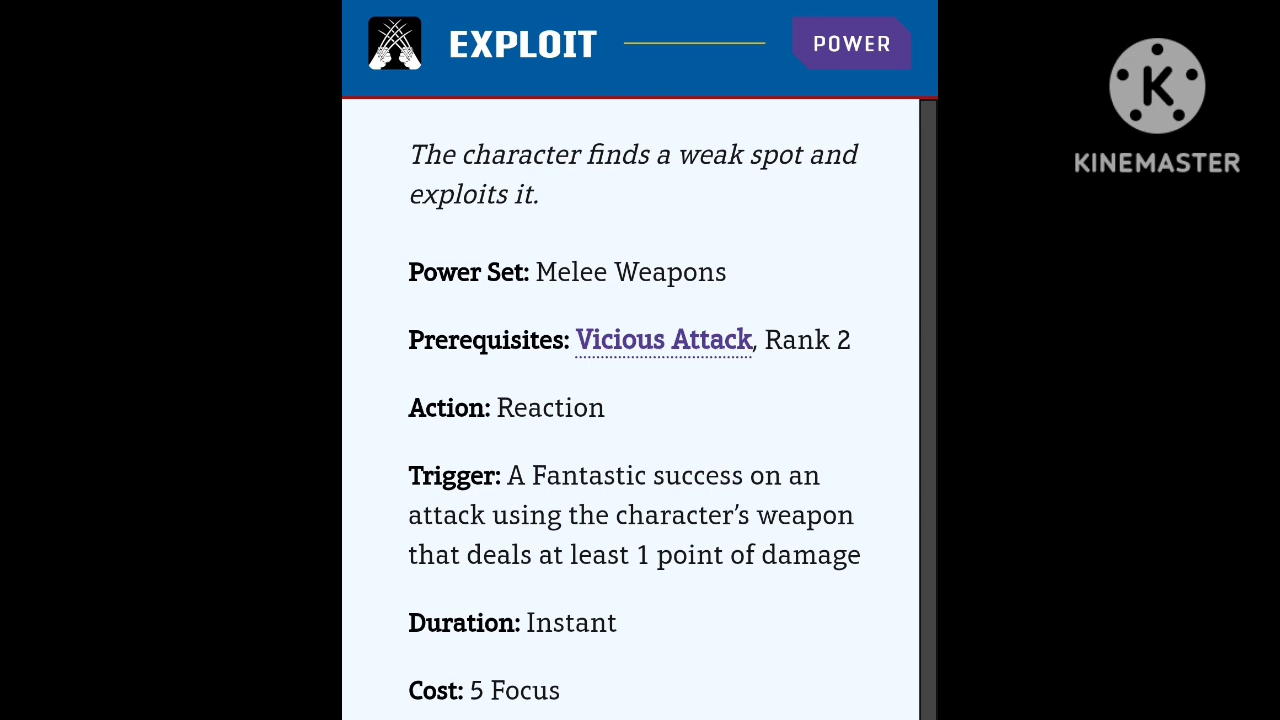 EXPLOIT
POWER
K
KINEMASTER
The character finds a weak spot and
exploits it.
Power Set: Melee Weapons
Prerequisites: Vicious Attack, Rank 2
Action: Reaction
Trigger: A Fantastic success on an
attack using the character’s weapon
that deals at least 1 point of damage
Duration: Instant
Cost: 5 Focus